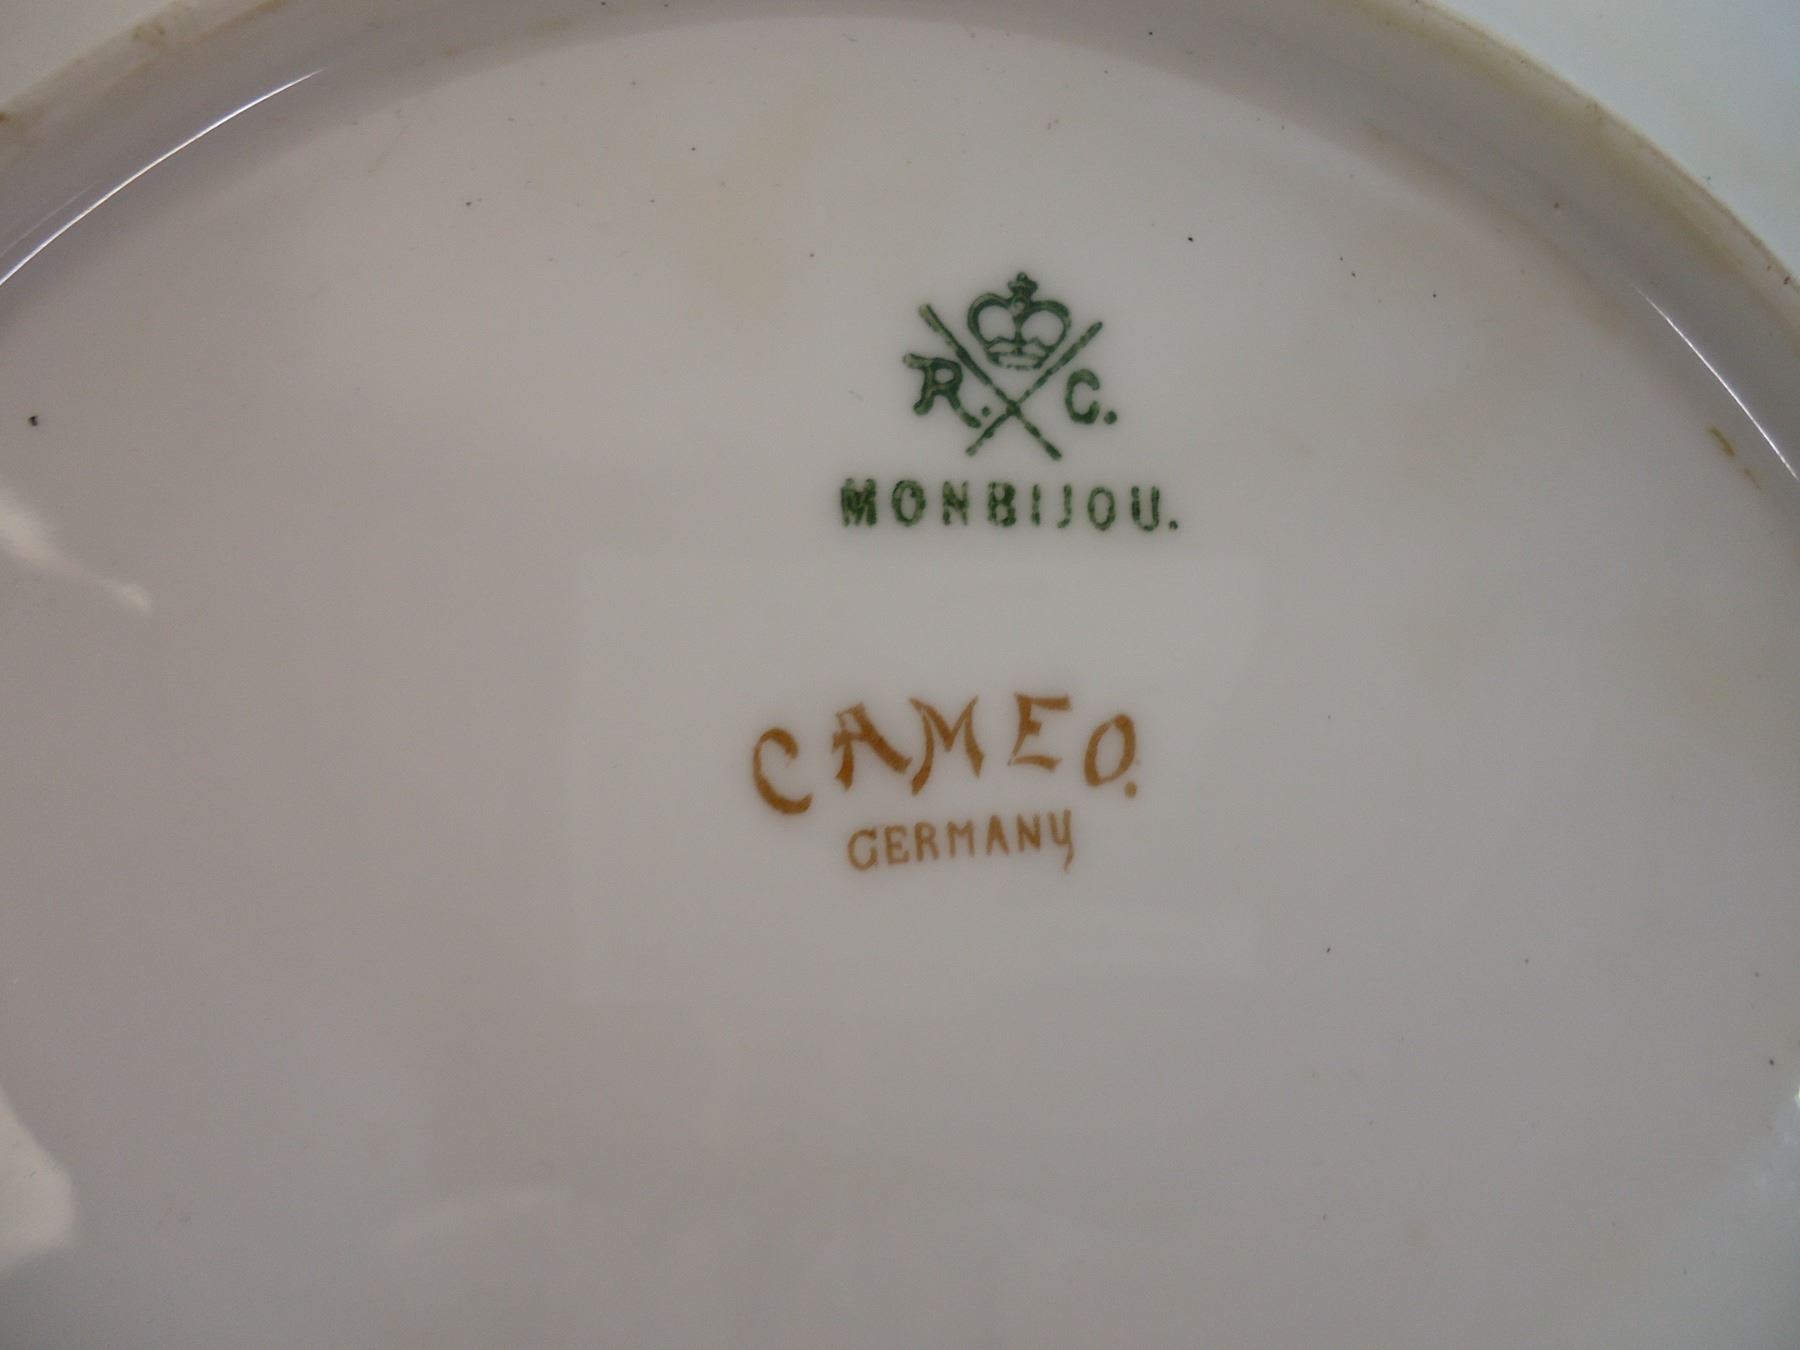 R. C.
MONBIJOU.
CAMEO.
GERMANY